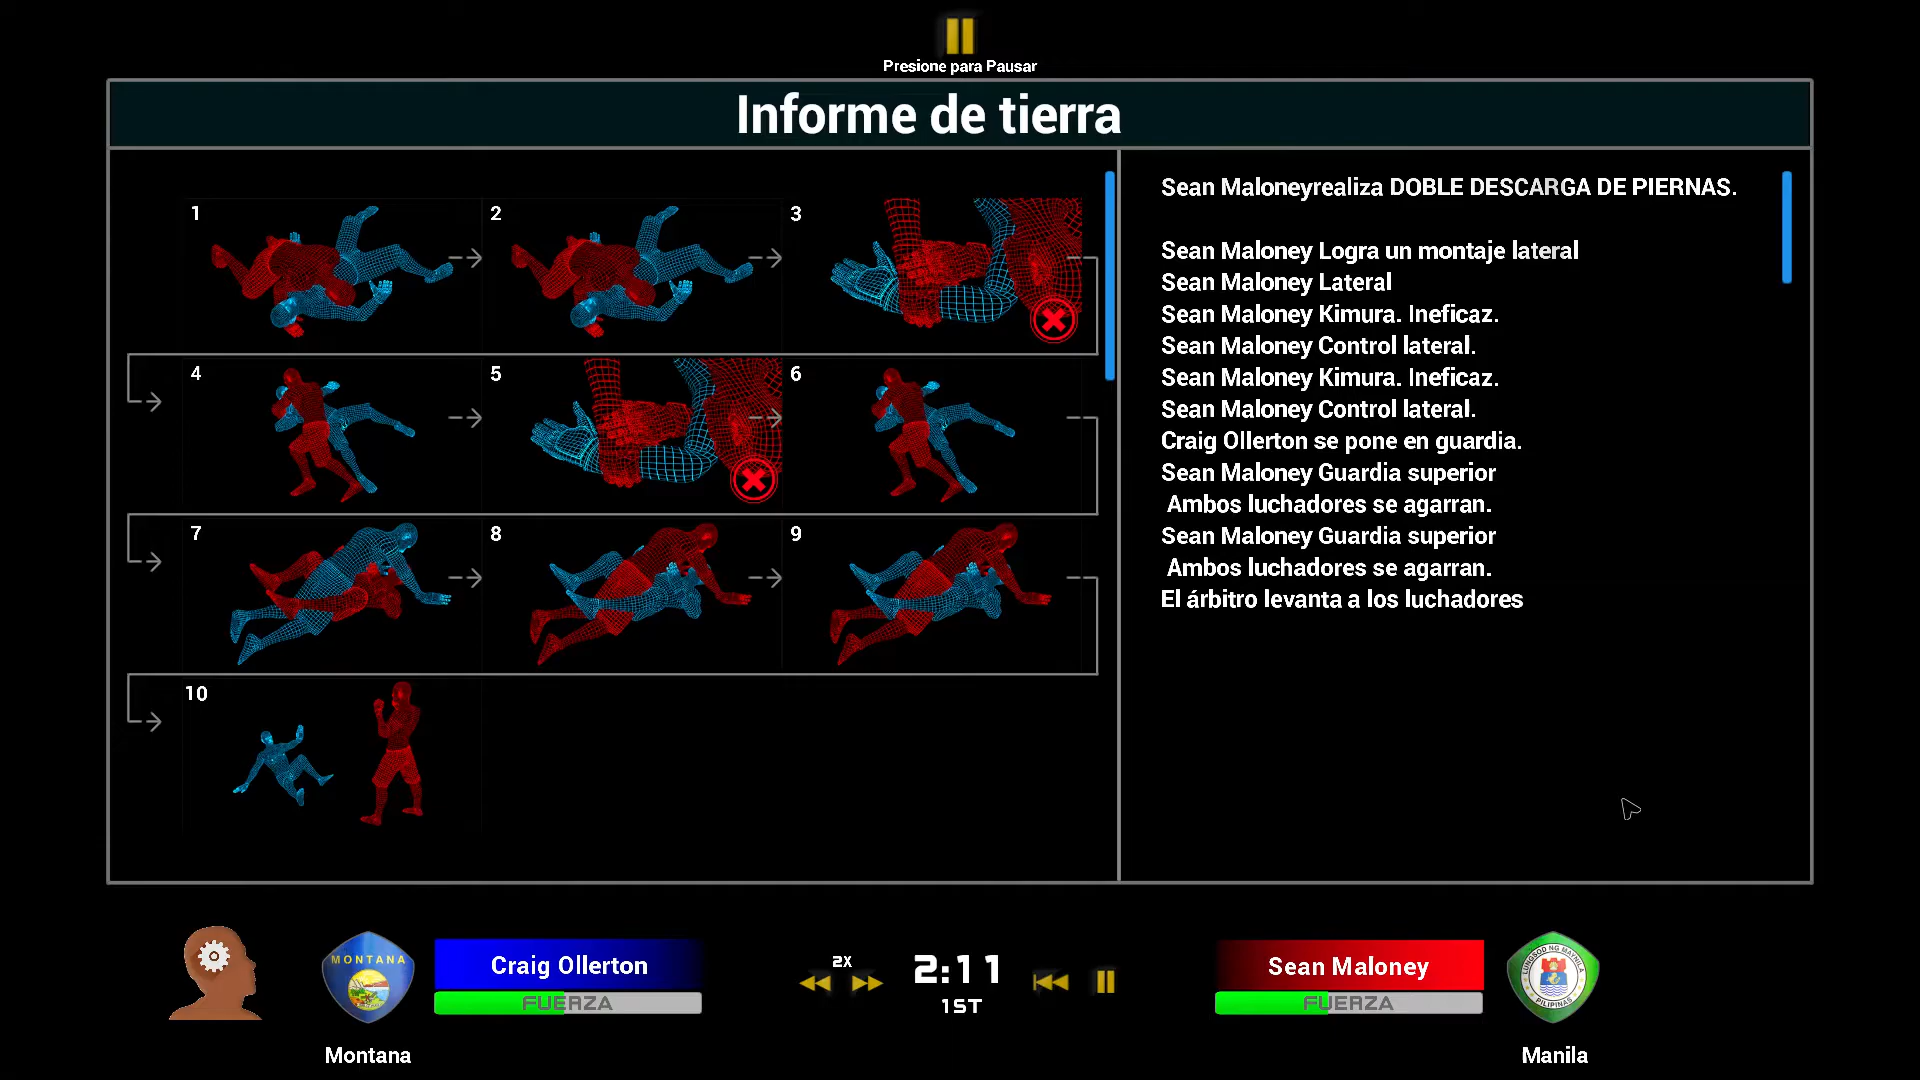 Presione para Pausar
Informe de tierra
1
2
3
4
5
6
7
8
9
10
Sean Maloneyrealiza DOBLE DESCARGA DE PIERNAS.
Sean Maloney Logra un montaje lateral
Sean Maloney Lateral
Sean Maloney Kimura. Ineficaz.
Sean Maloney Control lateral.
Sean Maloney Kimura. Ineficaz.
Sean Maloney Control lateral.
Craig Ollerton se pone en guardia.
Sean Maloney Guardia superior
Ambos luchadores se agarran.
Sean Maloney Guardia superior
Ambos luchadores se agarran.
El árbitro levanta a los luchadores
MONTANA
Craig Ollerton
FUERZA
Montana
2X
2:11
1ST
Sean Maloney
FUERZA
LUNGSOD NG MAYNILA
PILIPINAS
Manila